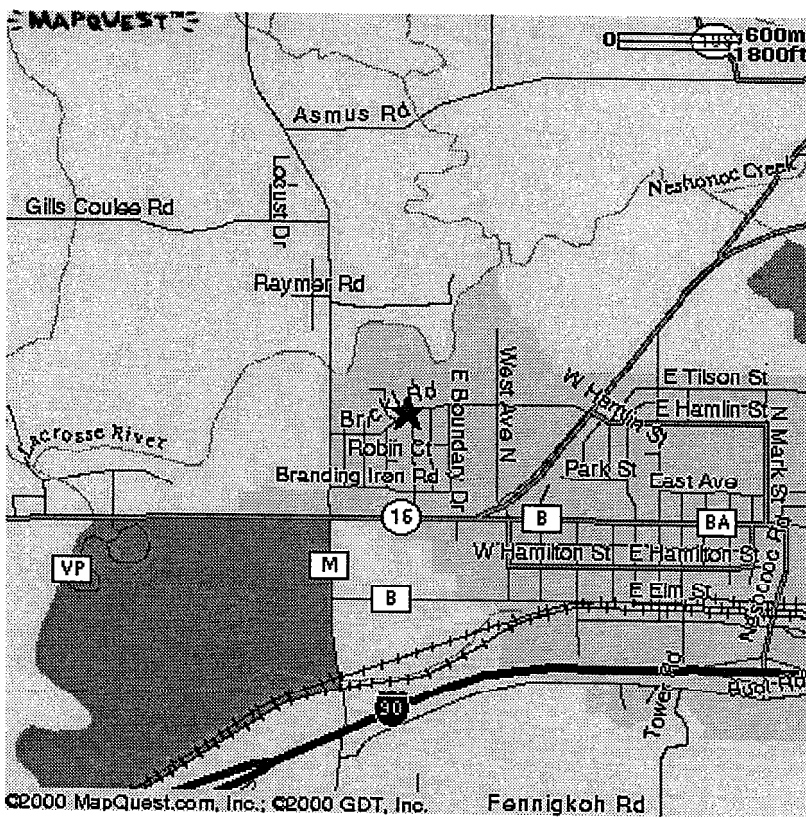 MAPQUEST™
0 600m
1800ft
Asmus Rd
Neshonoc Creek
Locust Dr
Gills Coulee Rd
Raymer Rd
W Hamlin St
E Tilson St
Rd
E Boundary Dr
West Ave N
E Hamlin St
N Mark St
Lacrosse River
Robin Ct
Branding Iron Rd
Park St
East Ave
16
B
BA
W Hamilton St
E Hamilton St
VP
M
B
E Elm St
Neshonoc Rd
Tower Rd
90
©2000 MapQuest.com, Inc.; ©2000 GDT, Inc.
Fennigkoh Rd